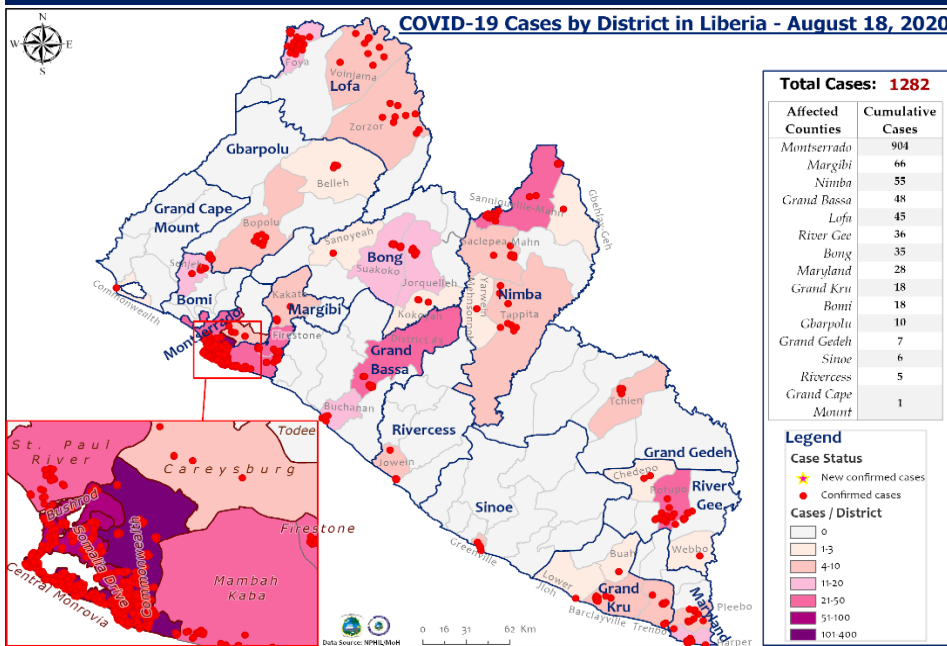 COVID-19 Cases by District in Liberia - August 18, 2020
N
W
E
S
Foya
Voinjama
Lofa
Zorzor
Gbarpolu
Belleh
Grand Cape
Mount
Bopolu
Senjeh
Bomi
Commonwealth
Montserrado
Kakata
Margibi
Firestone
Sanoyeah
Bong
Suakoko
Jorquelleh
Kokoyah
District #3
Grand
Bassa
Buchanan
Sanniquellie-Mahn
Gbehlay-Geh
Saclepea-Mahn
Yarwein
Mehnsonnoh
Nimba
Tappita
Rivercess
Jowein
Sinoe
Greenville
Tchien
Grand Gedeh
Chedepo
Potupo
River
Gee
Webbo
Buah
Lower
Jloh
Grand
Kru
Barclayville
Trenbo
Maryland
Pleebo
Harper
St. Paul
River
Todee
Careysburg
Bushrod
Somalia Drive
Commonwealth
Central Monrovia
Firestone
Mambah
Kaba
Data Source: NPHIL/MoH
0 16 31 62 Km
Total Cases: 1282
Affected Counties Cumulative Cases
Montserrado 904
Margibi 66
Nimba 55
Grand Bassa 48
Lofa 45
River Gee 36
Bong 35
Maryland 28
Grand Kru 18
Bomi 18
Gbarpolu 10
Grand Gedeh 7
Sinoe 6
Rivercess 5
Grand Cape Mount 1
Legend
Case Status
New confirmed cases
Confirmed cases
Cases / District
0
1-3
4-10
11-20
21-50
51-100
101-400